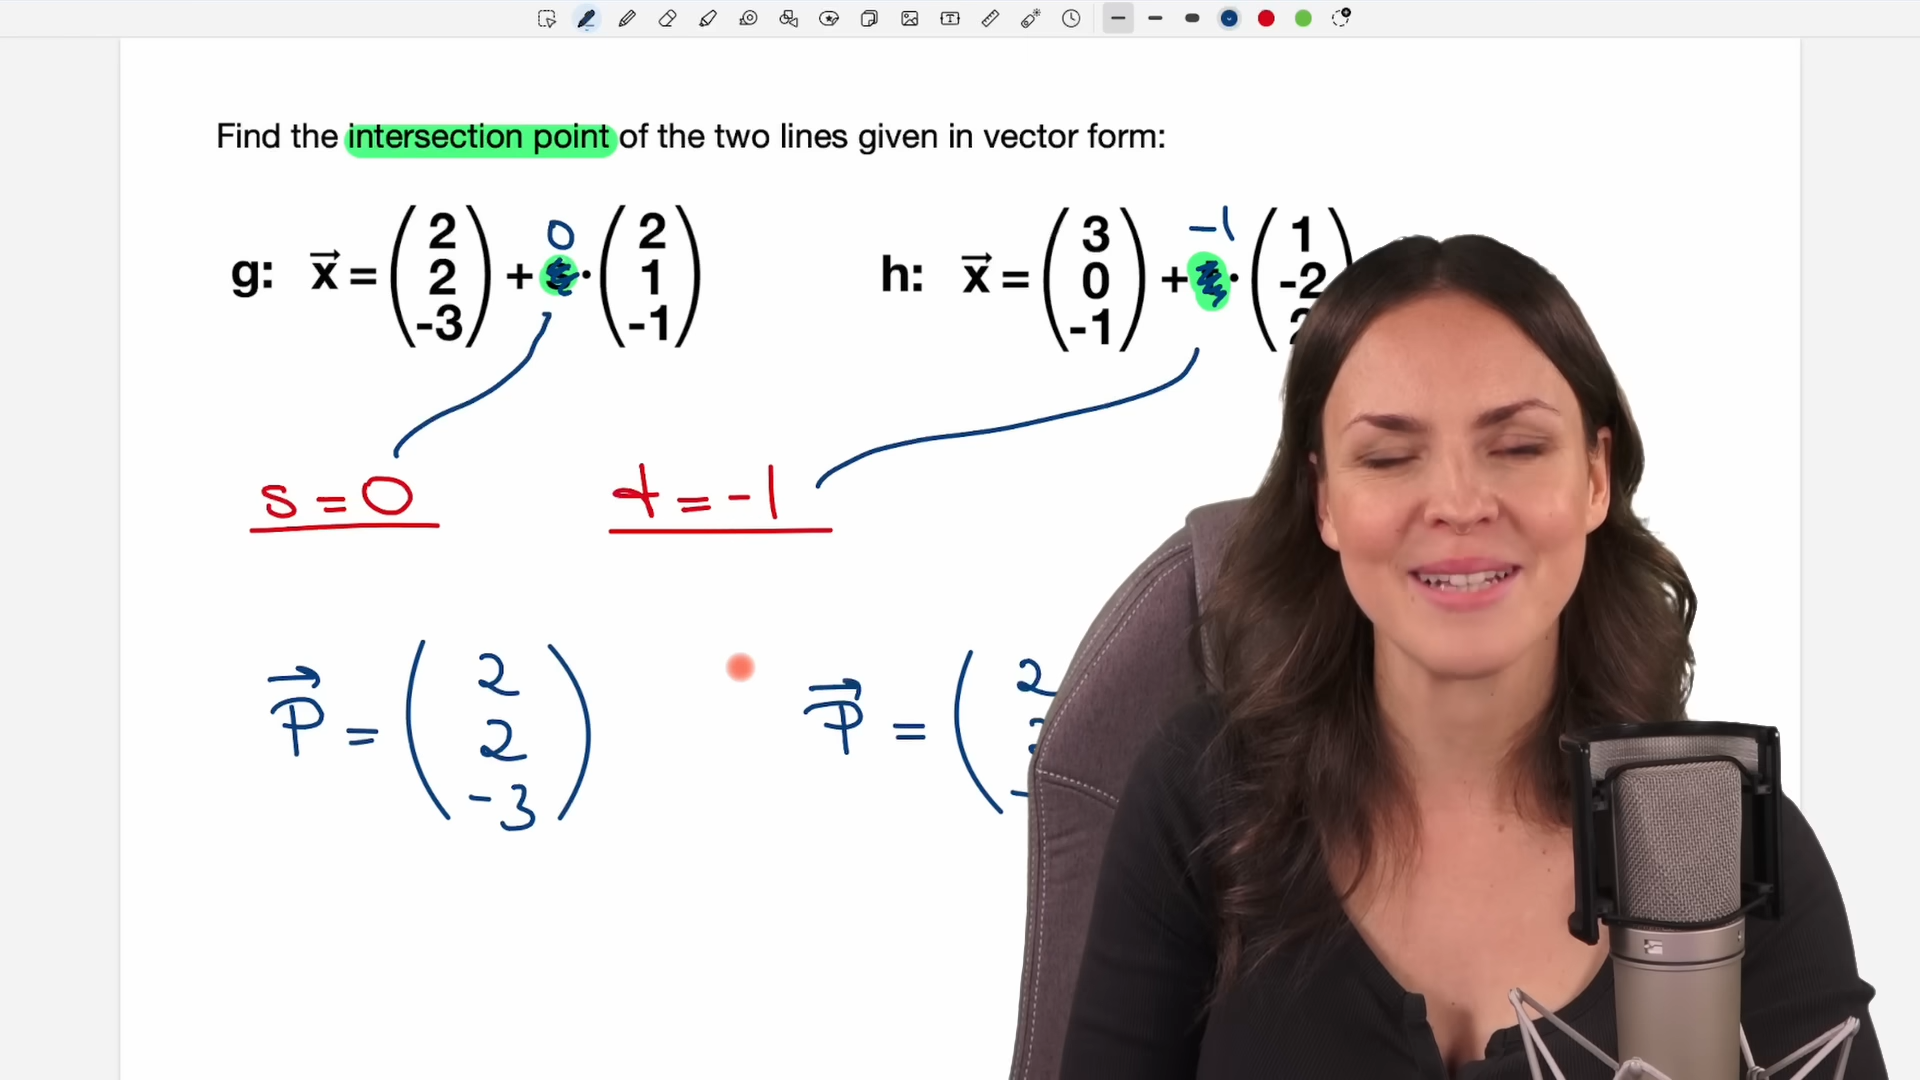 Find the intersection point of the two lines given in vector form:
g: x⃗ = (2 2 -3) + 0 · (2 1 -1)
h: x⃗ = (3 0 -1) + -1 · (1 -2
s = 0
t = -1
P⃗ = (2 2 -3)
P⃗ = (2